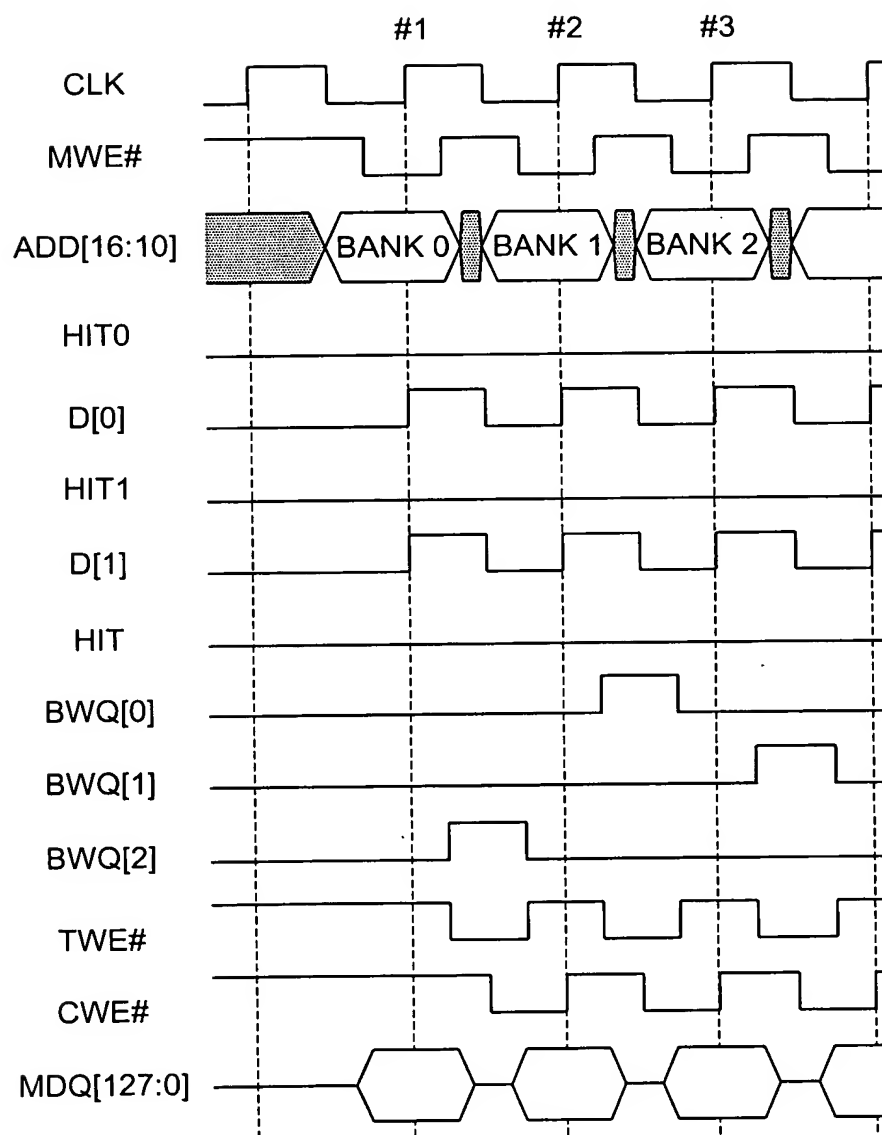 #1 #2 #3
CLK
MWE#
ADD[16:10] BANK 0 BANK 1 BANK 2
HIT0
D[0]
HIT1
D[1]
HIT
BWQ[0]
BWQ[1]
BWQ[2]
TWE#
CWE#
MDQ[127:0]